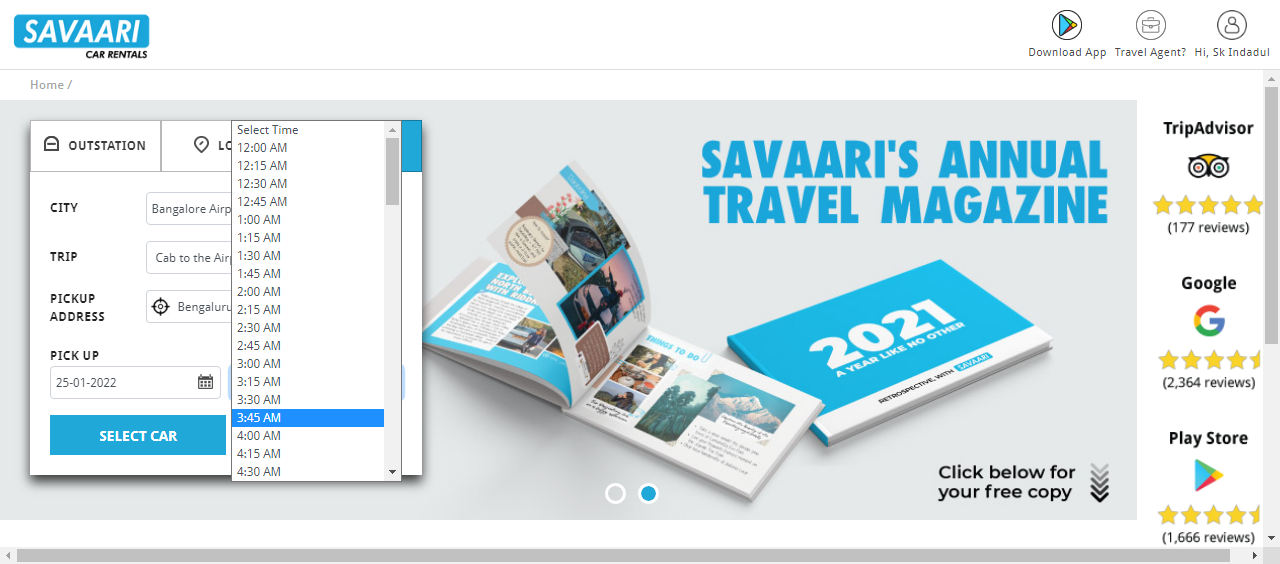 SAVAARI
CAR RENTALS
Download App
Travel Agent?
Hi, Sk Indadul
Home /
OUTSTATION
LO
CITY
Bangalore Airp
TRIP
Cab to the Airp
PICKUP
ADDRESS
Bengaluru
PICK UP
25-01-2022
SELECT CAR
Select Time
12:00 AM
12:15 AM
12:30 AM
12:45 AM
1:00 AM
1:15 AM
1:30 AM
1:45 AM
2:00 AM
2:15 AM
2:30 AM
2:45 AM
3:00 AM
3:15 AM
3:30 AM
3:45 AM
4:00 AM
4:15 AM
4:30 AM
SAVAARI'S ANNUAL
TRAVEL MAGAZINE
THINGS TO DO
2021
A YEAR LIKE NO OTHER
RETROSPECTIVE, WITH SAVAARI
Click below for
your free copy
TripAdvisor
(177 reviews)
Google
(2,364 reviews)
Play Store
(1,666 reviews)